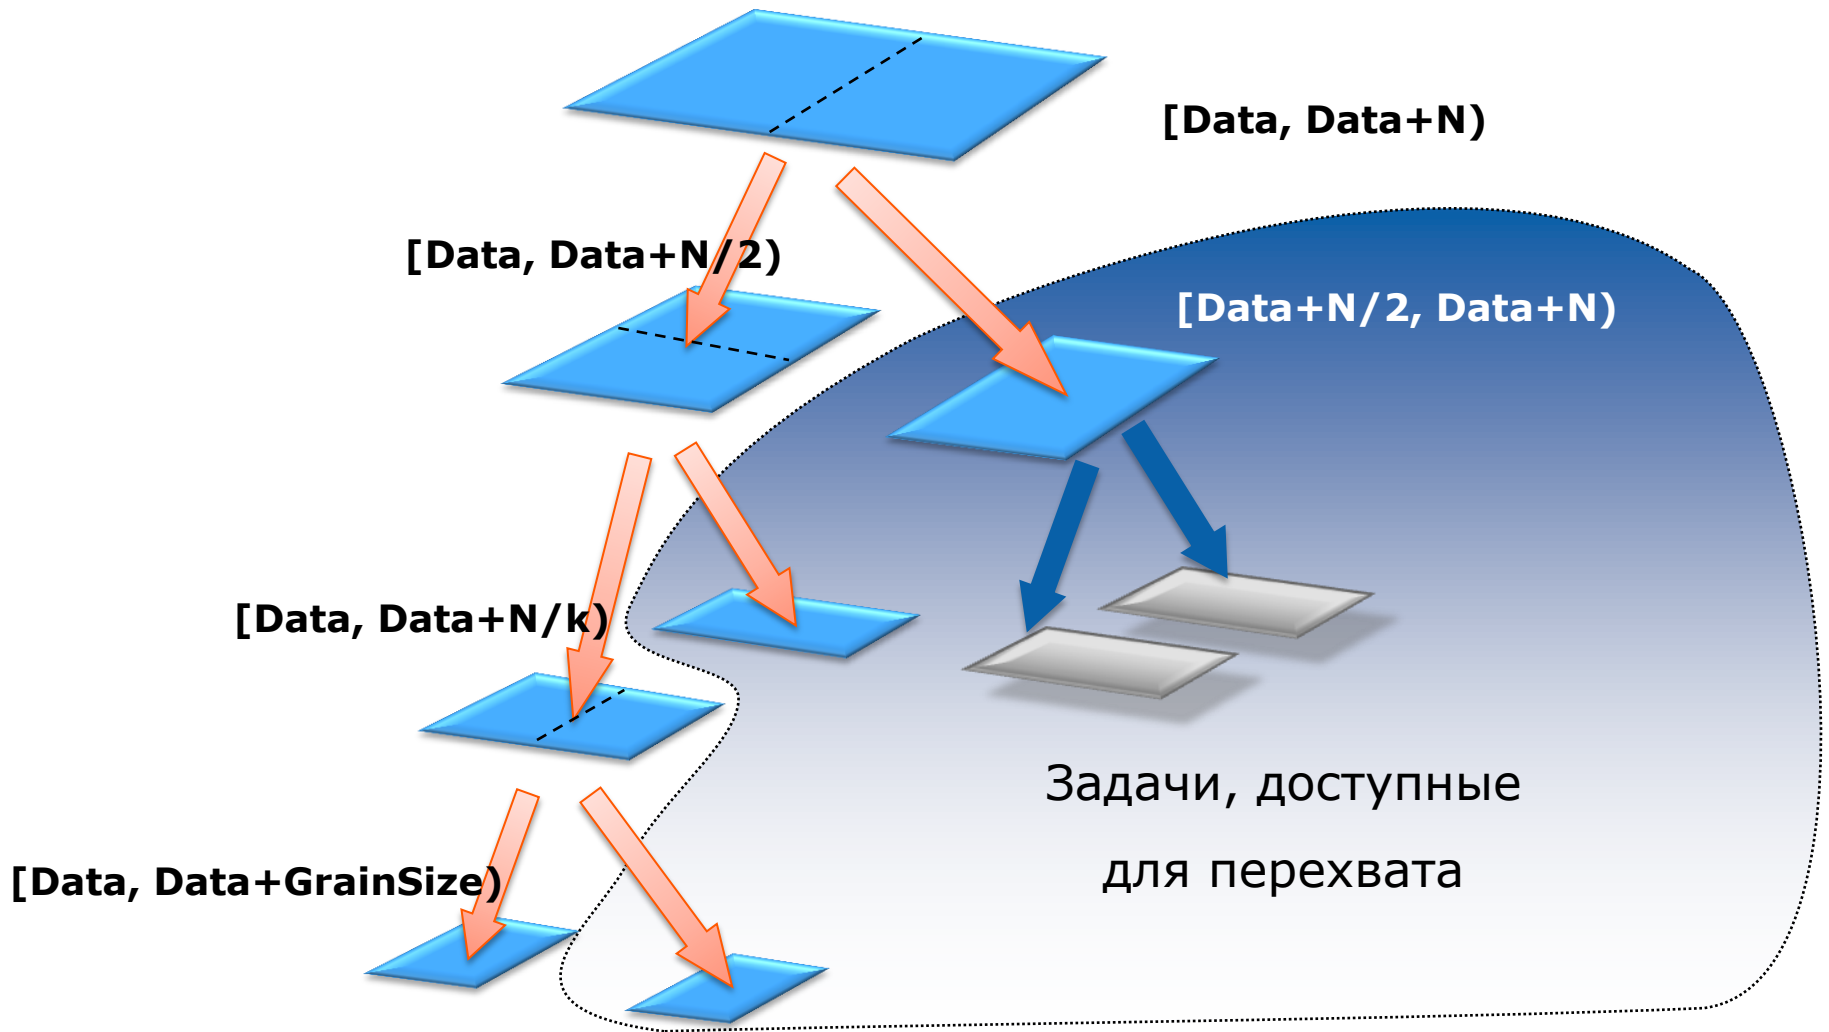 [Data, Data+N)
[Data, Data+N/2)
[Data+N/2, Data+N)
[Data, Data+N/k)
Задачи, доступные
для перехвата
[Data, Data+GrainSize)